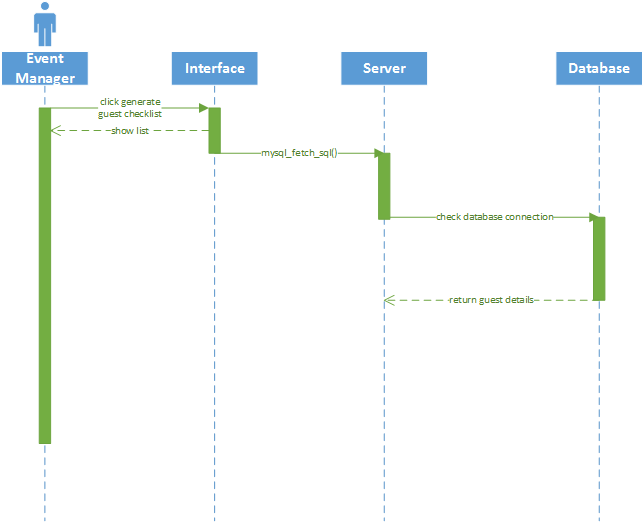 Event
Manager
Interface
Server
Database
click generate
guest checklist
show list
mysql_fetch_sql()
check database connection
return guest details